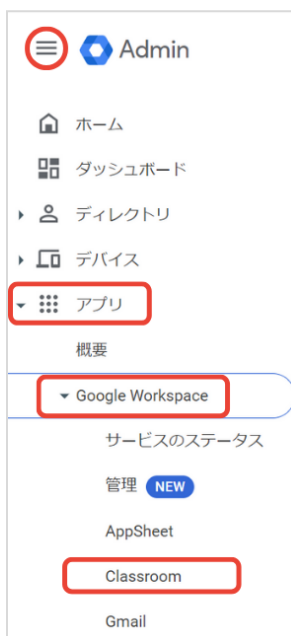 Admin
ホーム
ダッシュボード
ディレクトリ
デバイス
アプリ
概要
Google Workspace
サービスのステータス
管理 NEW
AppSheet
Classroom
Gmail